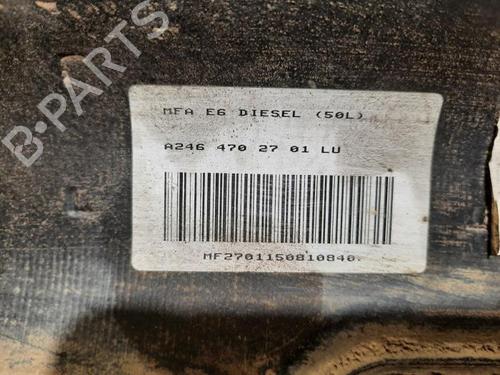 B-PARTS
MFA E6 DIESEL (50L)
A246 470 27 01 LU
MF2701150810840.